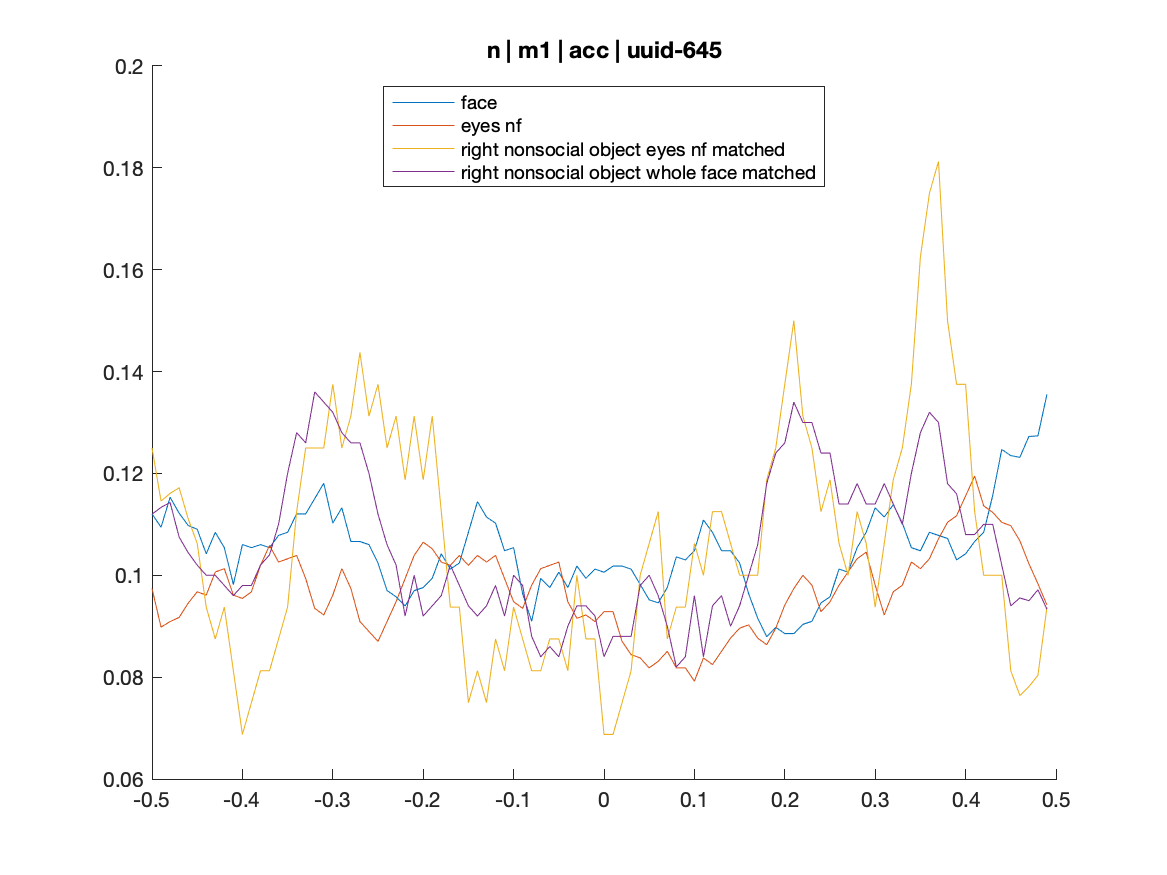 n | m1 | acc | uuid-645
face
eyes nf
right nonsocial object eyes nf matched
right nonsocial object whole face matched
0.2
0.18
0.16
0.14
0.12
0.1
0.08
0.06
-0.5 -0.4 -0.3 -0.2 -0.1 0 0.1 0.2 0.3 0.4 0.5